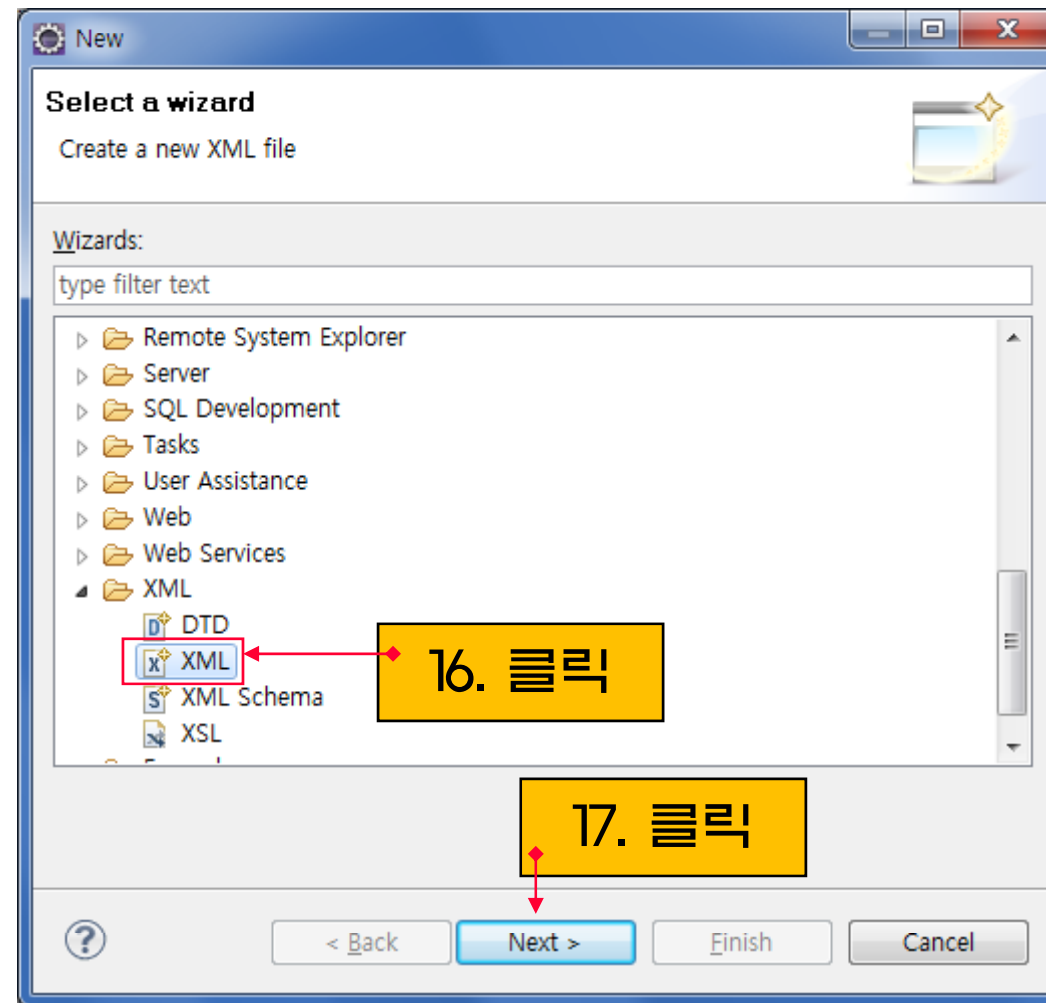 New
Select a wizard
Create a new XML file
Wizards:
type filter text
Remote System Explorer
Server
SQL Development
Tasks
User Assistance
Web
Web Services
XML
DTD
XML
16. 클릭
XML Schema
XSL
17. 클릭
< Back
Next >
Finish
Cancel